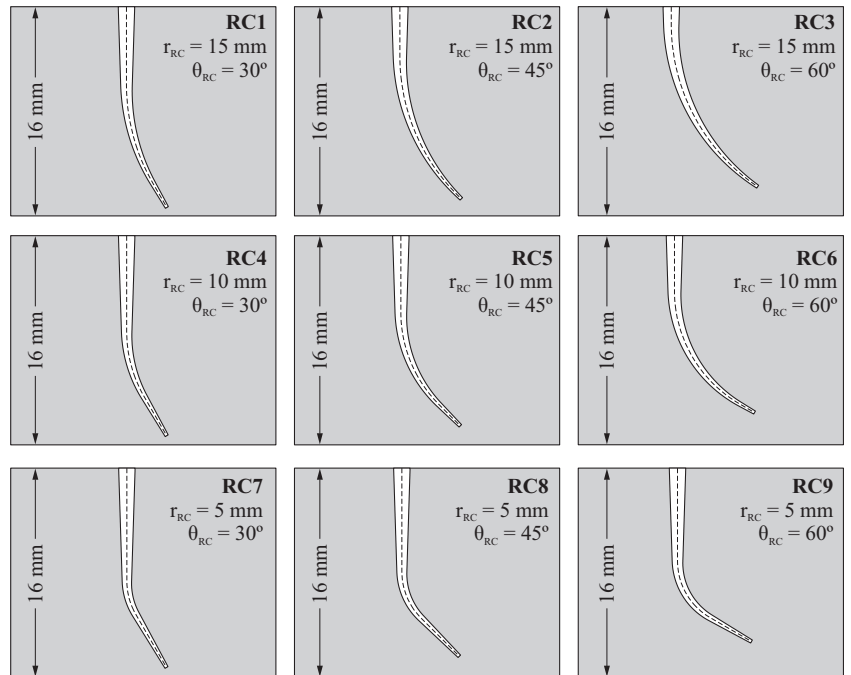 RC1
r_RC = 15 mm
θ_RC = 30º
16 mm
RC2
r_RC = 15 mm
θ_RC = 45º
16 mm
RC3
r_RC = 15 mm
θ_RC = 60º
16 mm
RC4
r_RC = 10 mm
θ_RC = 30º
16 mm
RC5
r_RC = 10 mm
θ_RC = 45º
16 mm
RC6
r_RC = 10 mm
θ_RC = 60º
16 mm
RC7
r_RC = 5 mm
θ_RC = 30º
16 mm
RC8
r_RC = 5 mm
θ_RC = 45º
16 mm
RC9
r_RC = 5 mm
θ_RC = 60º
16 mm